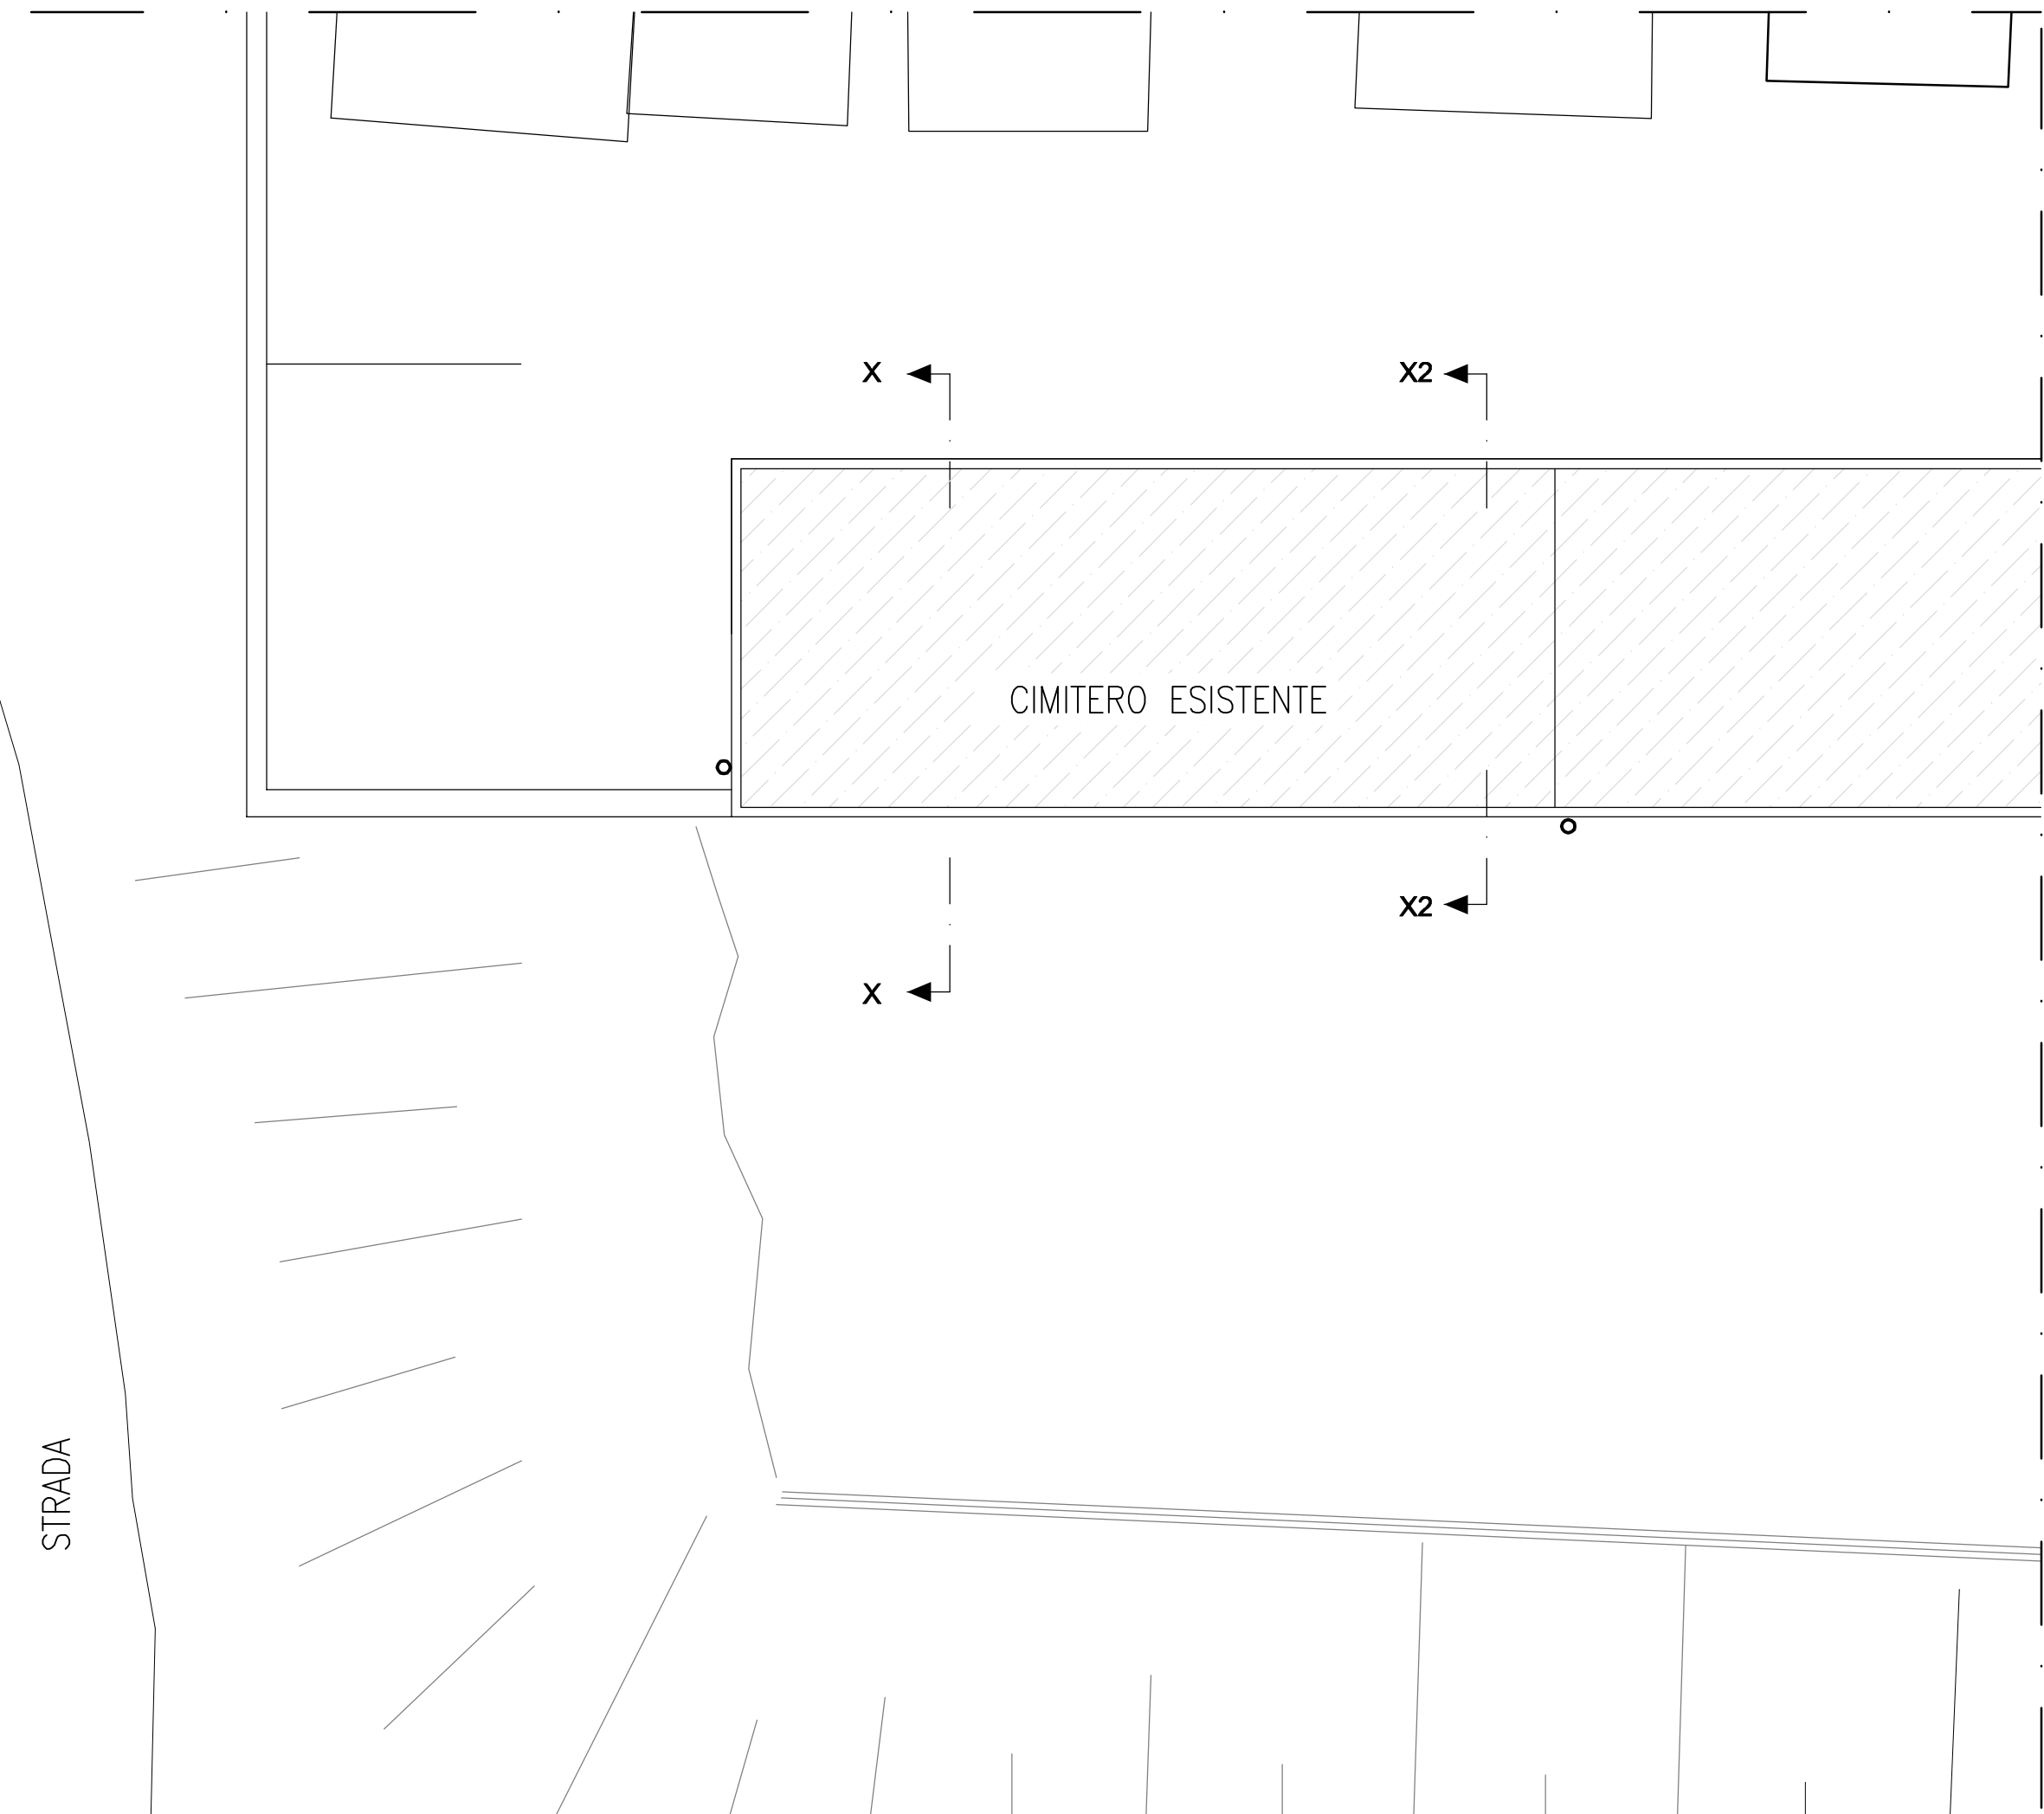 X X2
CIMITERO ESISTENTE
X2
X
STRADA